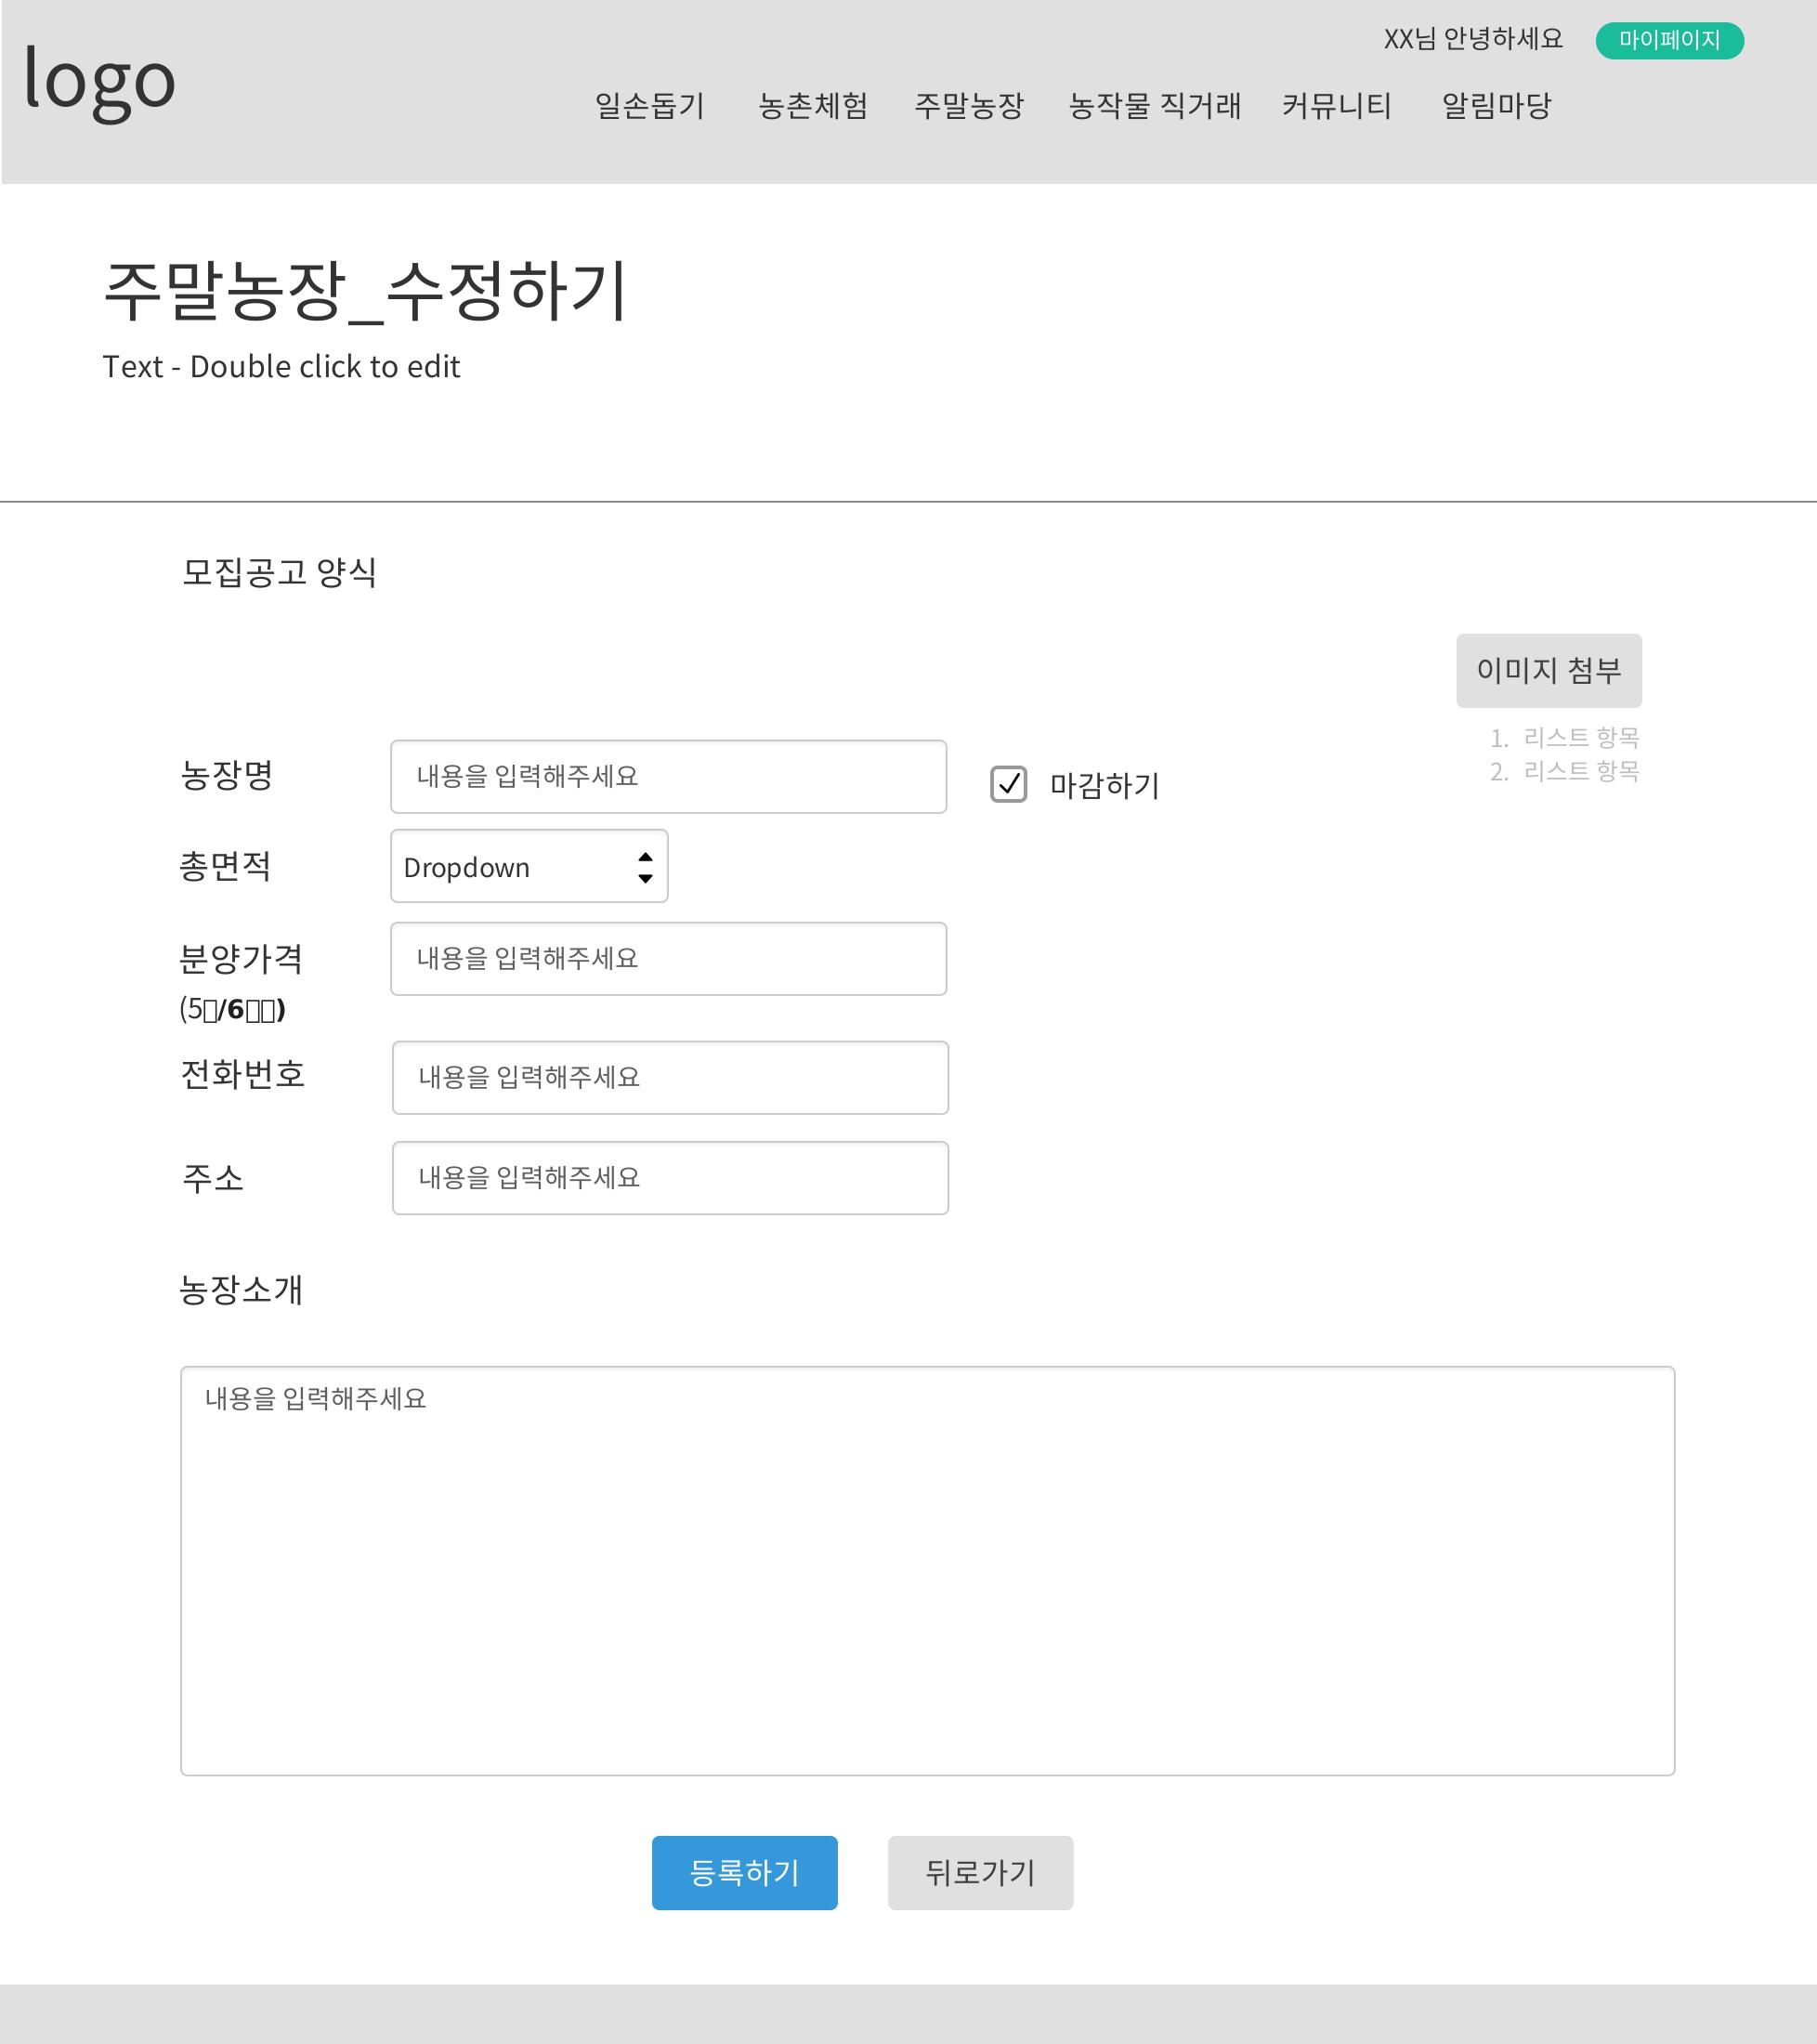 XX님 안녕하세요 마이페이지
logo
일손돕기 농촌체험 주말농장 농작물 직거래 커뮤니티 알림마당
주말농장_수정하기
Text - Double click to edit
모집공고 양식
이미지 첨부
1. 리스트 항목
2. 리스트 항목
농장명 내용을 입력해주세요 마감하기
총면적 Dropdown
분양가격 내용을 입력해주세요
(5▯/6▯▯)
전화번호 내용을 입력해주세요
주소 내용을 입력해주세요
농장소개
내용을 입력해주세요
등록하기 뒤로가기